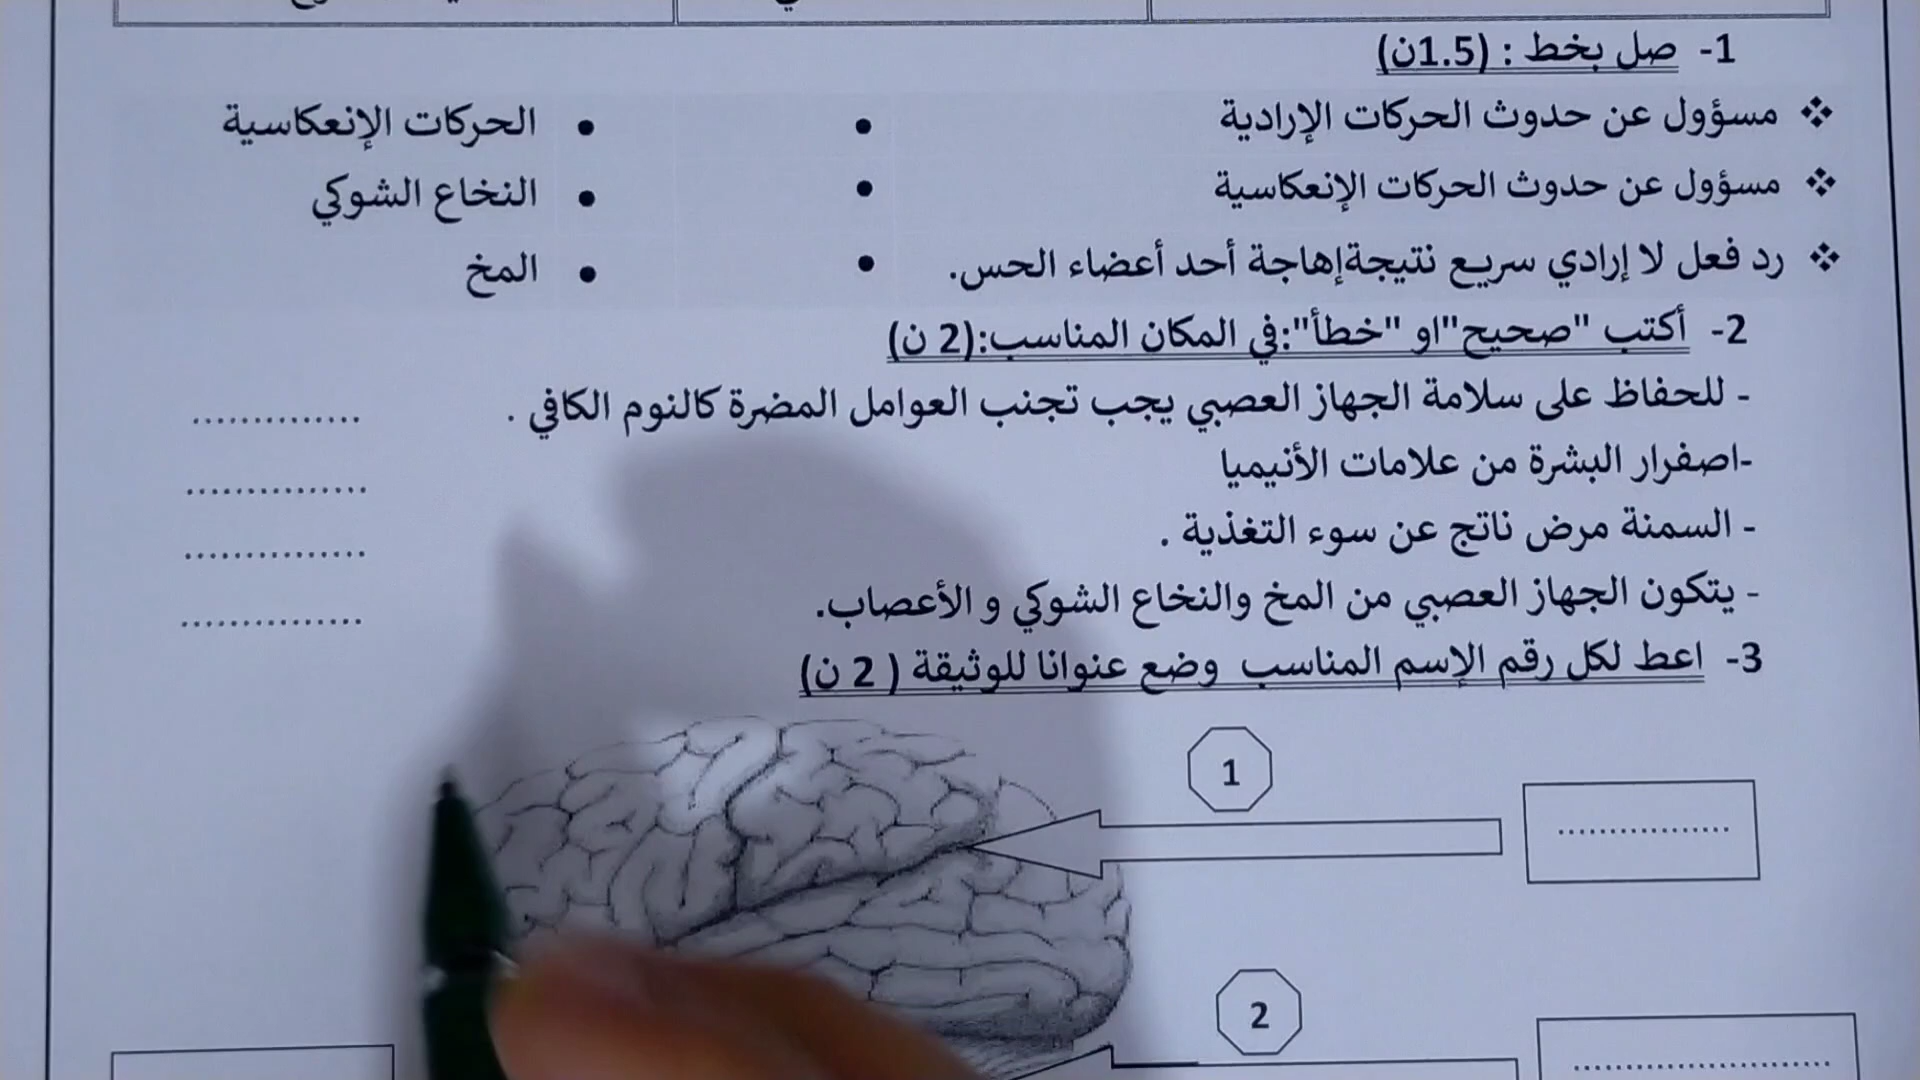 1- صل بخط : (1.5ن)
❖ مسؤول عن حدوث الحركات الإرادية • • الحركات الإنعكاسية
❖ مسؤول عن حدوث الحركات الإنعكاسية • • النخاع الشوكي
❖ رد فعل لا إرادي سريع نتيجةإهاجة أحد أعضاء الحس. • • المخ
2- أكتب "صحيح"او "خطأ":في المكان المناسب:(2 ن)
- للحفاظ على سلامة الجهاز العصبي يجب تجنب العوامل المضرة كالنوم الكافي . ..............
-اصفرار البشرة من علامات الأنيميا ...............
- السمنة مرض ناتج عن سوء التغذية . ...............
- يتكون الجهاز العصبي من المخ والنخاع الشوكي و الأعصاب. ...............
3- اعط لكل رقم الإسم المناسب وضع عنوانا للوثيقة ( 2 ن)
1
2